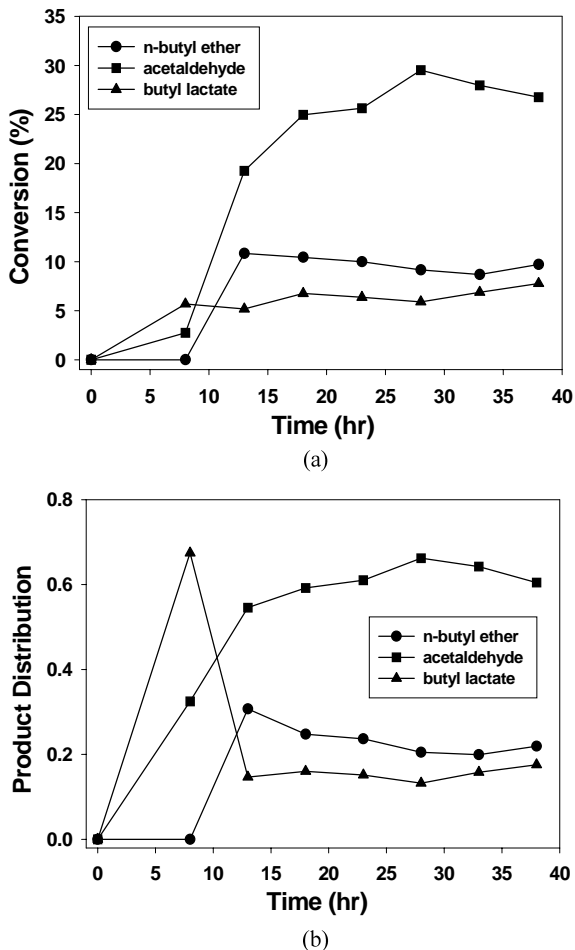 35
30
25
20
15
10
5
0
Conversion (%)
n-butyl ether
acetaldehyde
butyl lactate
0 5 10 15 20 25 30 35 40
Time (hr)
(a)
0.8
0.6
0.4
0.2
0.0
Product Distribution
n-butyl ether
acetaldehyde
butyl lactate
0 5 10 15 20 25 30 35 40
Time (hr)
(b)